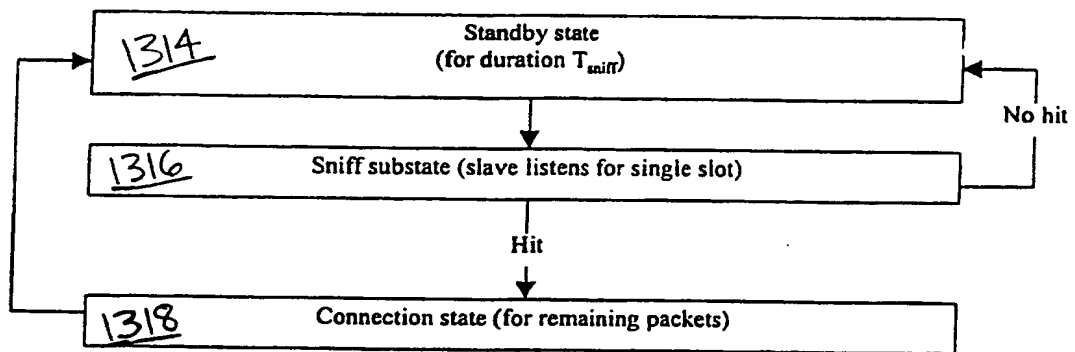 1314
Standby state
(for duration Tsniff)
No hit
1316
Sniff substate (slave listens for single slot)
Hit
1318
Connection state (for remaining packets)